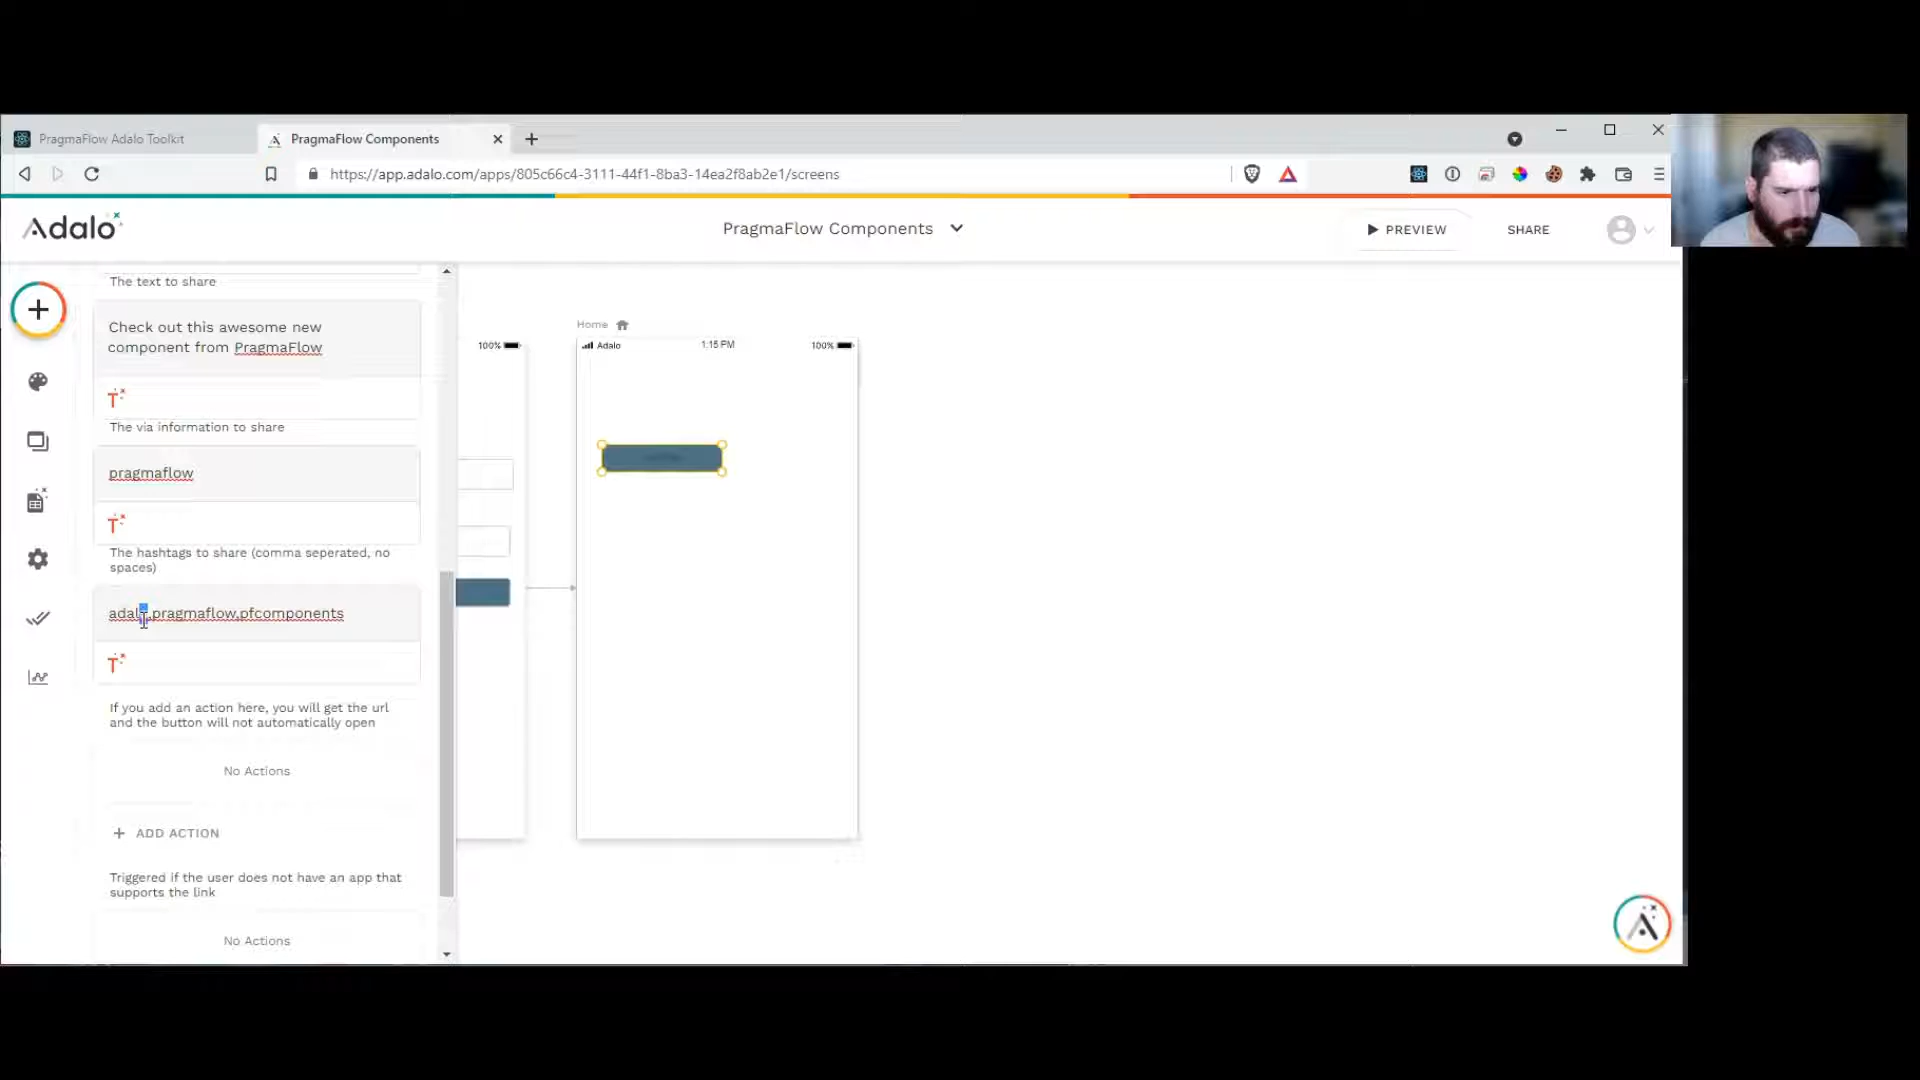 PragmaFlow Adalo Toolkit
PragmaFlow Components
https://app.adalo.com/apps/805c66c4-3111-44f1-8ba3-14ea2f8ab2e1/screens
Adalo
PragmaFlow Components
PREVIEW
SHARE
The text to share
Check out this awesome new
component from PragmaFlow
The via information to share
pragmaflow
The hashtags to share (comma seperated, no
spaces)
adalo,pragmaflow,pfcomponents
If you add an action here, you will get the url
and the button will not automatically open
No Actions
+ ADD ACTION
Triggered if the user does not have an app that
supports the link
No Actions
100%
Home
Adalo
1:15 PM
100%